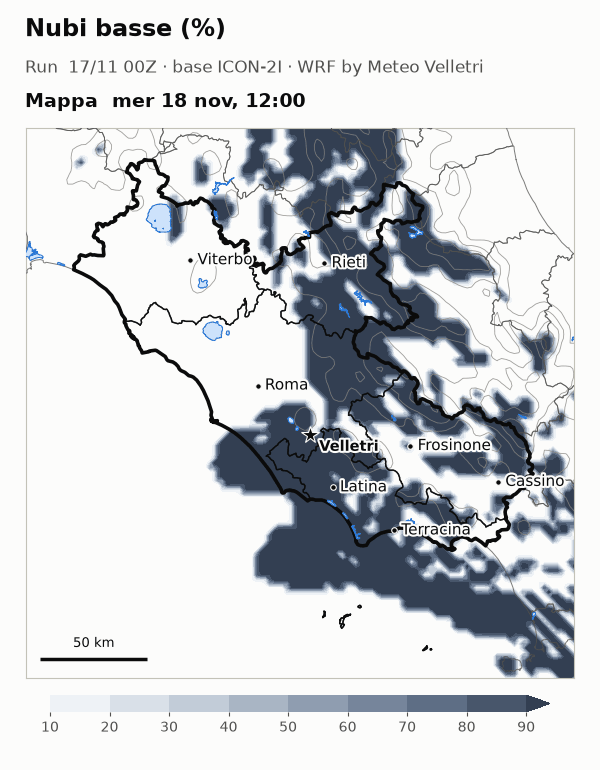 Nubi basse (%)
Run  17/11 00Z · base ICON-2I · WRF by Meteo Velletri
Mappa  mer 18 nov, 12:00
Viterbo
Rieti
Roma
Velletri
Frosinone
Cassino
Latina
Terracina
50 km
10 20 30 40 50 60 70 80 90